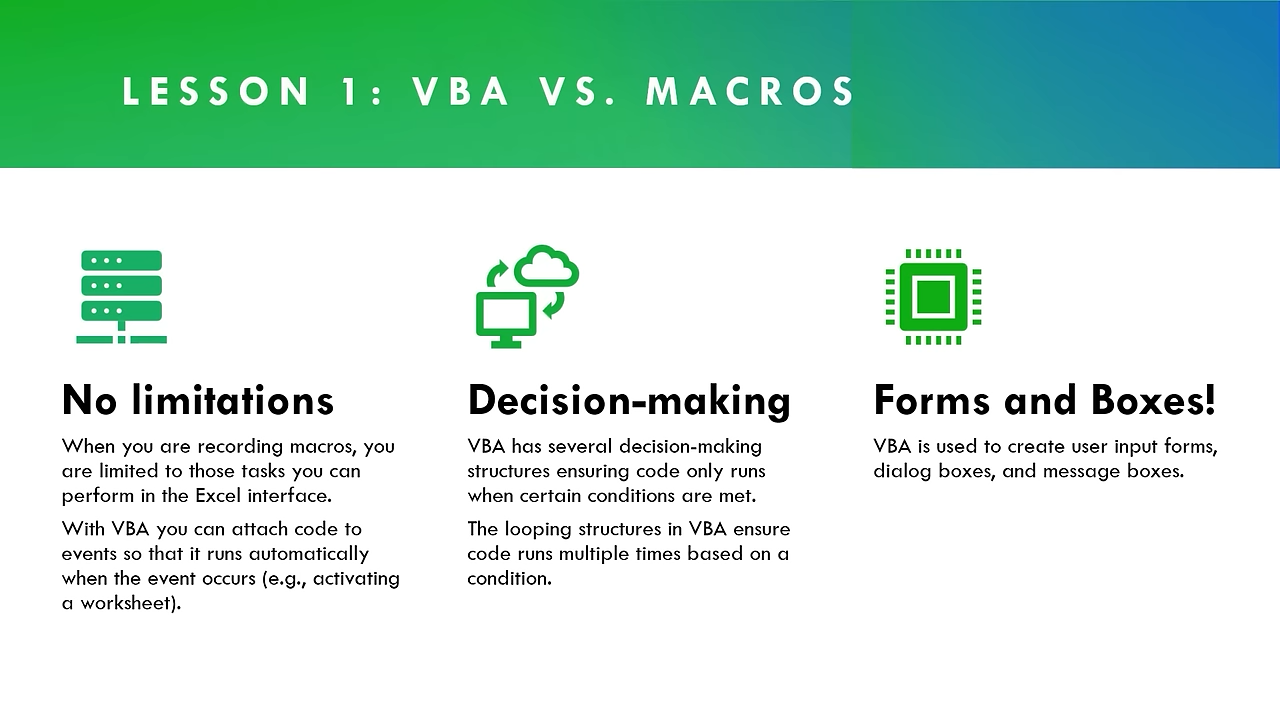 LESSON 1: VBA VS. MACROS
No limitations
When you are recording macros, you
are limited to those tasks you can
perform in the Excel interface.
With VBA you can attach code to
events so that it runs automatically
when the event occurs (e.g., activating
a worksheet).
Decision-making
VBA has several decision-making
structures ensuring code only runs
when certain conditions are met.
The looping structures in VBA ensure
code runs multiple times based on a
condition.
Forms and Boxes!
VBA is used to create user input forms,
dialog boxes, and message boxes.